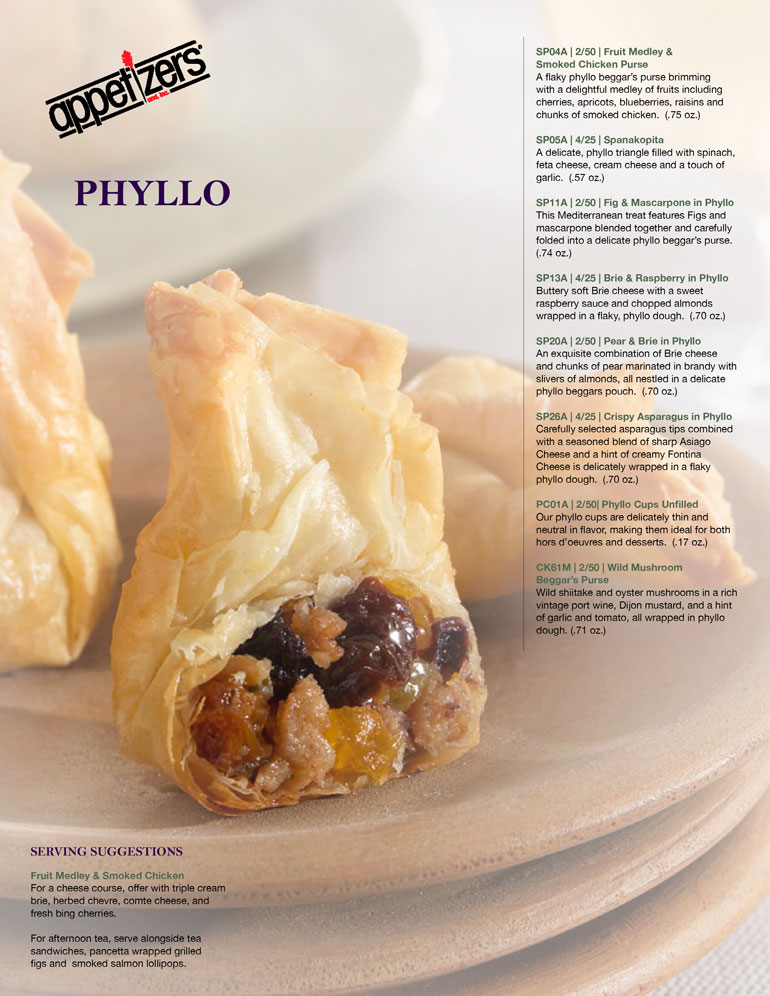 appetizers
and, inc.
PHYLLO
SP04A | 2/50 | Fruit Medley &
Smoked Chicken Purse
A flaky phyllo beggar's purse brimming
with a delightful medley of fruits including
cherries, apricots, blueberries, raisins and
chunks of smoked chicken. (.75 oz.)
SP05A | 4/25 | Spanakopita
A delicate, phyllo triangle filled with spinach,
feta cheese, cream cheese and a touch of
garlic. (.57 oz.)
SP11A | 2/50 | Fig & Mascarpone in Phyllo
This Mediterranean treat features Figs and
mascarpone blended together and carefully
folded into a delicate phyllo beggar's purse.
(.74 oz.)
SP13A | 4/25 | Brie & Raspberry in Phyllo
Buttery soft Brie cheese with a sweet
raspberry sauce and chopped almonds
wrapped in a flaky, phyllo dough. (.70 oz.)
SP20A | 2/50 | Pear & Brie in Phyllo
An exquisite combination of Brie cheese
and chunks of pear marinated in brandy with
slivers of almonds, all nestled in a delicate
phyllo beggars pouch. (.70 oz.)
SP26A | 4/25 | Crispy Asparagus in Phyllo
Carefully selected asparagus tips combined
with a seasoned blend of sharp Asiago
Cheese and a hint of creamy Fontina
Cheese is delicately wrapped in a flaky
phyllo dough. (.70 oz.)
PC01A | 2/50| Phyllo Cups Unfilled
Our phyllo cups are delicately thin and
neutral in flavor, making them ideal for both
hors d'oeuvres and desserts. (.17 oz.)
CK61M | 2/50 | Wild Mushroom
Beggar's Purse
Wild shiitake and oyster mushrooms in a rich
vintage port wine, Dijon mustard, and a hint
of garlic and tomato, all wrapped in phyllo
dough. (.71 oz.)
SERVING SUGGESTIONS
Fruit Medley & Smoked Chicken
For a cheese course, offer with triple cream
brie, herbed chevre, comte cheese, and
fresh bing cherries.
For afternoon tea, serve alongside tea
sandwiches, pancetta wrapped grilled
figs and smoked salmon lollipops.